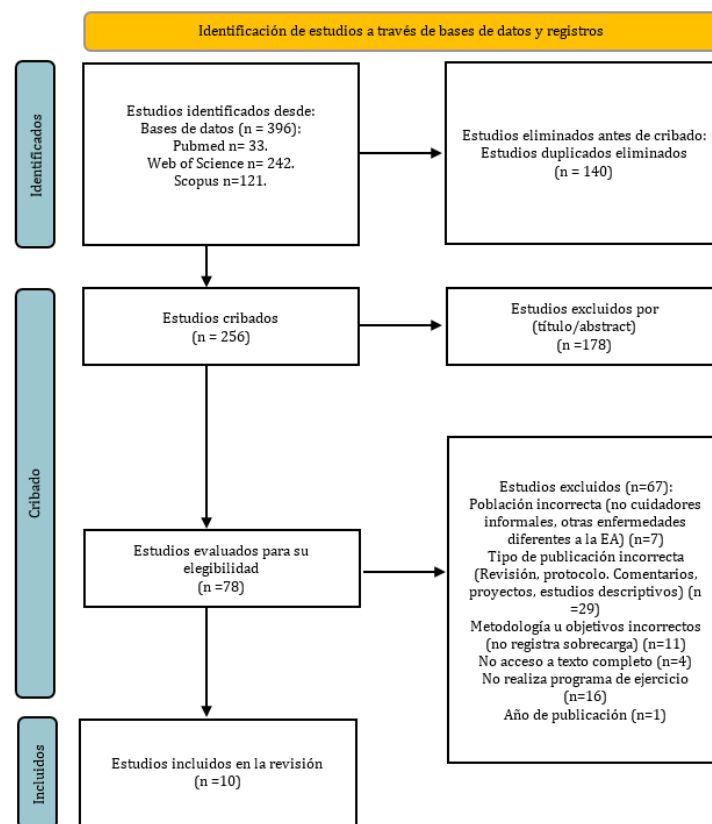 Identificación de estudios a través de bases de datos y registros
Identificados
Estudios identificados desde:
Bases de datos (n = 396):
Pubmed n= 33.
Web of Science n= 242.
Scopus n=121.
Estudios eliminados antes de cribado:
Estudios duplicados eliminados
(n = 140)
Cribado
Estudios cribados
(n = 256)
Estudios excluidos por
(título/abstract)
(n =178)
Estudios evaluados para su
elegibilidad
(n =78)
Estudios excluidos (n=67):
Población incorrecta (no cuidadores
informales, otras enfermedades
diferentes a la EA) (n=7)
Tipo de publicación incorrecta
(Revisión, protocolo. Comentarios,
proyectos, estudios descriptivos) (n
=29)
Metodología u objetivos incorrectos
(no registra sobrecarga) (n=11)
No acceso a texto completo (n=4)
No realiza programa de ejercicio
(n=16)
Año de publicación (n=1)
Incluidos
Estudios incluidos en la revisión
(n =10)